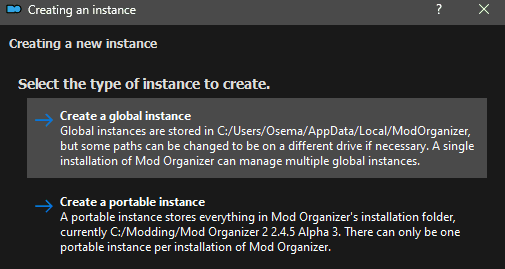 Creating an instance
?
Creating a new instance
Select the type of instance to create.
Create a global instance
Global instances are stored in C:/Users/Osema/AppData/Local/ModOrganizer,
but some paths can be changed to be on a different drive if necessary. A single
installation of Mod Organizer can manage multiple global instances.
Create a portable instance
A portable instance stores everything in Mod Organizer's installation folder,
currently C:/Modding/Mod Organizer 2 2.4.5 Alpha 3. There can only be one
portable instance per installation of Mod Organizer.